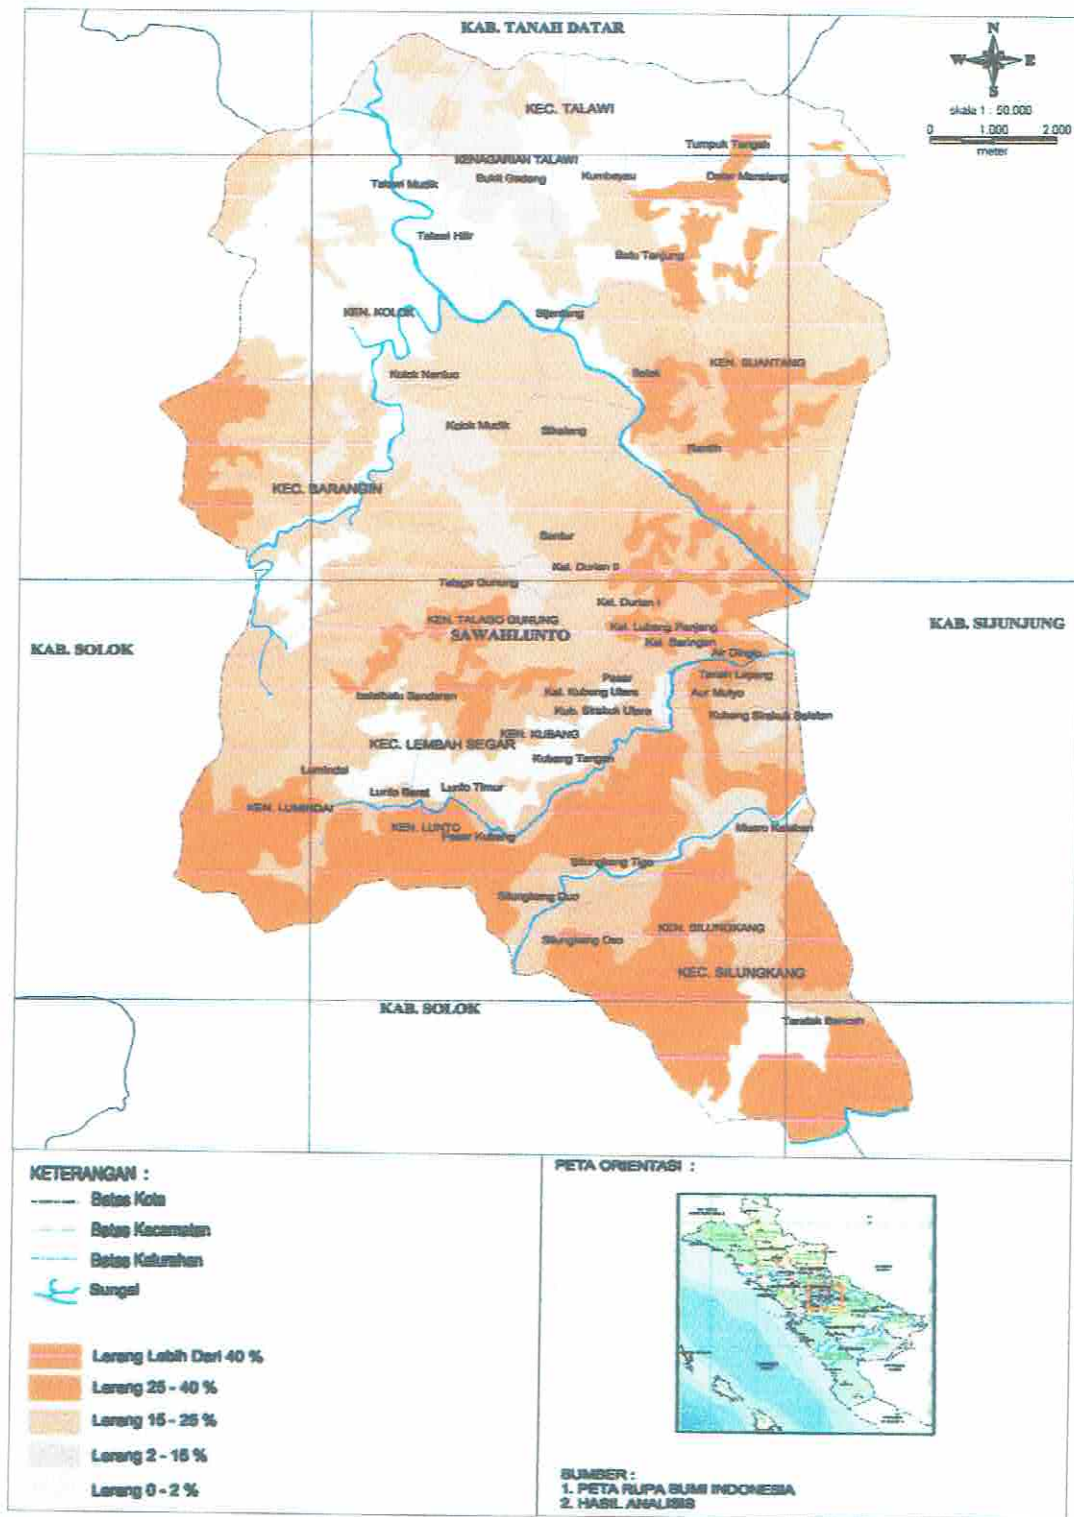 KAB. TANAH DATAR
N
W E
S
skala 1 : 50.000
0 1.000 2.000
meter
KEC. TALAWI
Tumpuk Tangah
KENAGARIAN TALAWI
Talawi Mudik
Bukit Gadang
Kumbayau
Datar Mansiang
Talawi Hilir
Batu Tanjung
KEN. KOLOK
Sijantang
KEN. SIJANTANG
Kolok Nantuo
Salak
Kolok Mudik
Sikalang
Rantih
KEC. BARANGIN
Santur
Kel. Durian II
Talago Gunung
Kel. Durian I
KEN. TALAGO GUNUNG
SAWAHLUNTO
Kel. Lubang Panjang
Kel. Saringan
KAB. SOLOK
KAB. SIJUNJUNG
Air Dingin
Pasar
Tanah Lapang
Kel. Kubang Utara
Aur Mulyo
Kub. Sirakuk Utara
Kubang Sirakuk Selatan
KEN. KUBANG
KEC. LEMBAH SEGAR
Kubang Tangah
Lumindai
Lunto Barat
Lunto Timur
KEN. LUMINDAI
KEN. LUNTO
Pasar Kubang
Muaro Kalaban
Silungkang Tigo
Silungkang Duo
KEN. SILUNGKANG
Silungkang Oso
KEC. SILUNGKANG
KAB. SOLOK
Taratak Bancah
KETERANGAN :
Batas Kota
Batas Kecamatan
Batas Kelurahan
Sungai
Lereng Lebih Dari 40 %
Lereng 25 - 40 %
Lereng 15 - 25 %
Lereng 2 - 15 %
Lereng 0 - 2 %
PETA ORIENTASI :
SUMBER :
1. PETA RUPA BUMI INDONESIA
2. HASIL ANALISIS